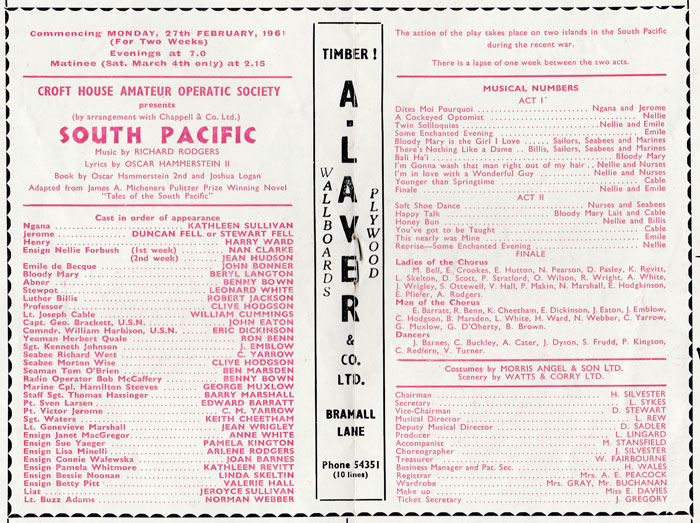 Commencing MONDAY, 27th FEBRUARY, 1961
(For Two Weeks)
Evenings at 7.0
Matinee (Sat. March 4th only) at 2.15
CROFT HOUSE AMATEUR OPERATIC SOCIETY
presents
(by arrangement with Chappell & Co. Ltd.)
SOUTH PACIFIC
Music by RICHARD RODGERS
Lyrics by OSCAR HAMMERSTEIN II
Book by Oscar Hammerstein 2nd and Joshua Logan
Adapted from James A. Micheners Pulitzer Prize Winning Novel
"Tales of the South Pacific"
Cast in order of appearance
Ngana KATHLEEN SULLIVAN
Jerome DUNCAN FELL or STEWART FELL
Henry HARRY WARD
Ensign Nellie Forbush (1st week) NAN CLARKE
(2nd week) JEAN HUDSON
Emile de Becque JOHN BONNER
Bloody Mary BERYL LANGTON
Abner BENNY BOWN
Stewpot LEONARD WHITE
Luther Billis ROBERT JACKSON
Professor CLIVE HODGSON
Lt. Joseph Cable WILLIAM CUMMINGS
Capt. Geo. Brackett, U.S.N. JOHN EATON
Comndr. William Harbison, U.S.N. ERIC DICKINSON
Yeoman Herbert Quale RON BENN
Sgt. Kenneth Johnson J. EMBLOW
Seabee Richard West C. YARROW
Seabee Morton Wise CLIVE HODGSON
Seaman Tom O'Brien BEN MARSDEN
Radio Operator Bob McCaffery BENNY BOWN
Marine Cpl. Hamilton Steeves GEORGE MUXLOW
Staff Sgt. Thomas Hassinger BARRY MARSHALL
Pt. Sven Larsen EDWARD BARRATT
Pt. Victor Jerome C. M. YARROW
Sgt. Waters KEITH CHEETHAM
Lt. Genevieve Marshall JEAN WRIGLEY
Ensign Janet MacGregor ANNE WHITE
Ensign Sue Yaeger PAMELA KINGTON
Ensign Lisa Minelli ARLENE RODGERS
Ensign Connie Walewska JOAN BARNES
Ensign Pamela Whitmore KATHLEEN REVITT
Ensign Bessie Noonan LINDA SKELTIN
Ensign Betty Pitt VALERIE HALL
Liat JEROYCE SULLIVAN
Lt. Buzz Adams NORMAN WEBBER
TIMBER!
A. LAVER
WALLBOARDS
PLYWOOD
&
CO.
LTD.
BRAMALL
LANE
Phone 54351
(10 lines)
The action of the play takes place on two islands in the South Pacific
during the recent war.
There is a lapse of one week between the two acts.
MUSICAL NUMBERS
ACT I
Dites Moi Pourquoi Ngana and Jerome
A Cockeyed Optomist Nellie
Twin Soliloquies Nellie and Emile
Some Enchanted Evening Emile
Bloody Mary is the Girl I Love Sailors, Seabees and Marines
There's Nothing Like a Dame Billis, Sailors, Seabees and Marines
Bali Ha'i Bloody Mary
I'm Gonna wash that man right out of my hair Nellie and Nurses
I'm in love with a Wonderful Guy Nellie and Nurses
Younger than Springtime Cable
Finale Nellie and Emile
ACT II
Soft Shoe Dance Nurses and Seabees
Happy Talk Bloody Mary Lait and Cable
Honey Bun Nellie and Billis
You've got to be Taught Cable
This nearly was Mine Emile
Reprise—Some Enchanted Evening Emile
FINALE
Ladies of the Chorus
M. Bell, E. Crookes, E. Hutton, N. Pearson, D. Pasley, K. Revitt,
L. Skelton, D. Scott, P. Stratford, O. Wilson, R. Wright, A. White,
J. Wrigley, S. Ottewell, V. Hall, P. Makin, N. Marshall, E. Hodgkinson,
E. Pliefer, A. Rodgers.
Men of the Chorus
E. Barratt, R. Benn, K. Cheetham, E. Dickinson, J. Eaton, J. Emblow,
C. Hodgson, B. Marsden, L. White, H. Ward, N. Webber, C. Yarrow,
G. Muxlow, G. D'Oherty, B. Brown.
Dancers
J. Barnes, C. Buckley, A. Cater, J. Dyson, S. Frudd, P. Kington,
C. Redfern, V. Turner.
Costumes by MORRIS ANGEL & SON LTD.
Scenery by WATTS & CORRY LTD.
Chairman H. SILVESTER
Secretary L. SYKES
Vice-Chairman D. STEWART
Musical Director L. REW
Deputy Musical Director D. SADLER
Producer L. LINGARD
Accompanist M. STANSFIELD
Choreographer J. SILVESTER
Treasurer W. FAIRBOURNE
Business Manager and Pat. Sec. H. WALES
Registrar Mrs. A. E. PEACOCK
Wardrobe Mrs. GRAY, Mr. BUCHANAN
Make up Miss E. DAVIES
Ticket Secretary J. GREGORY